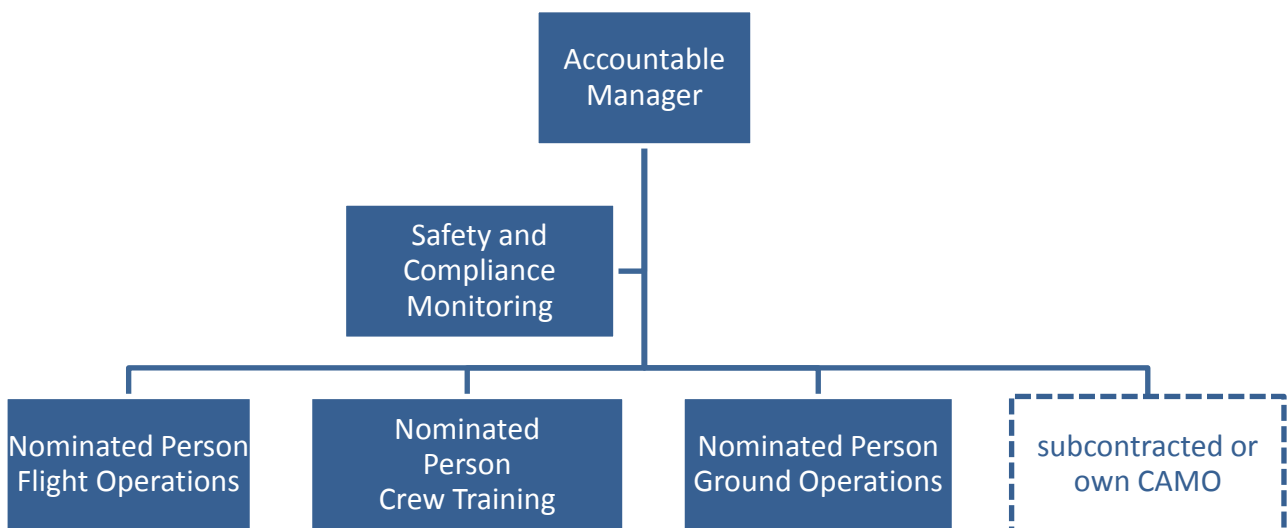 Accountable
Manager
Safety and
Compliance
Monitoring
Nominated Person
Flight Operations
Nominated
Person
Crew Training
Nominated Person
Ground Operations
subcontracted or
own CAMO